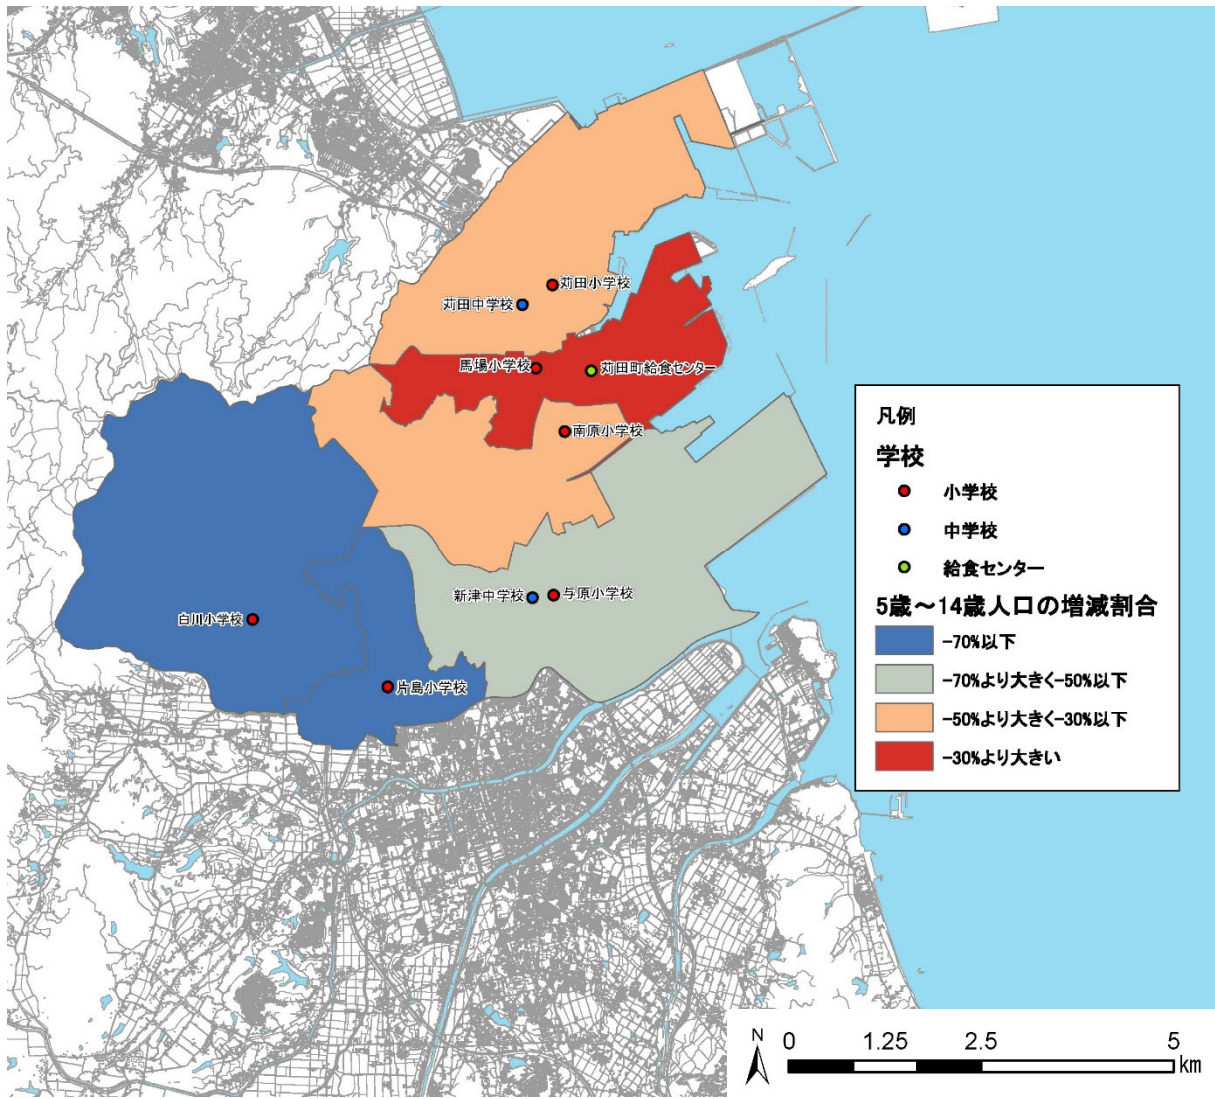 苅田小学校
苅田中学校
馬場小学校
苅田町給食センター
南原小学校
新津中学校
与原小学校
白川小学校
片島小学校
凡例
学校
小学校
中学校
給食センター
5歳～14歳人口の増減割合
-70%以下
-70%より大きく-50%以下
-50%より大きく-30%以下
-30%より大きい
N
0 1.25 2.5 5
km